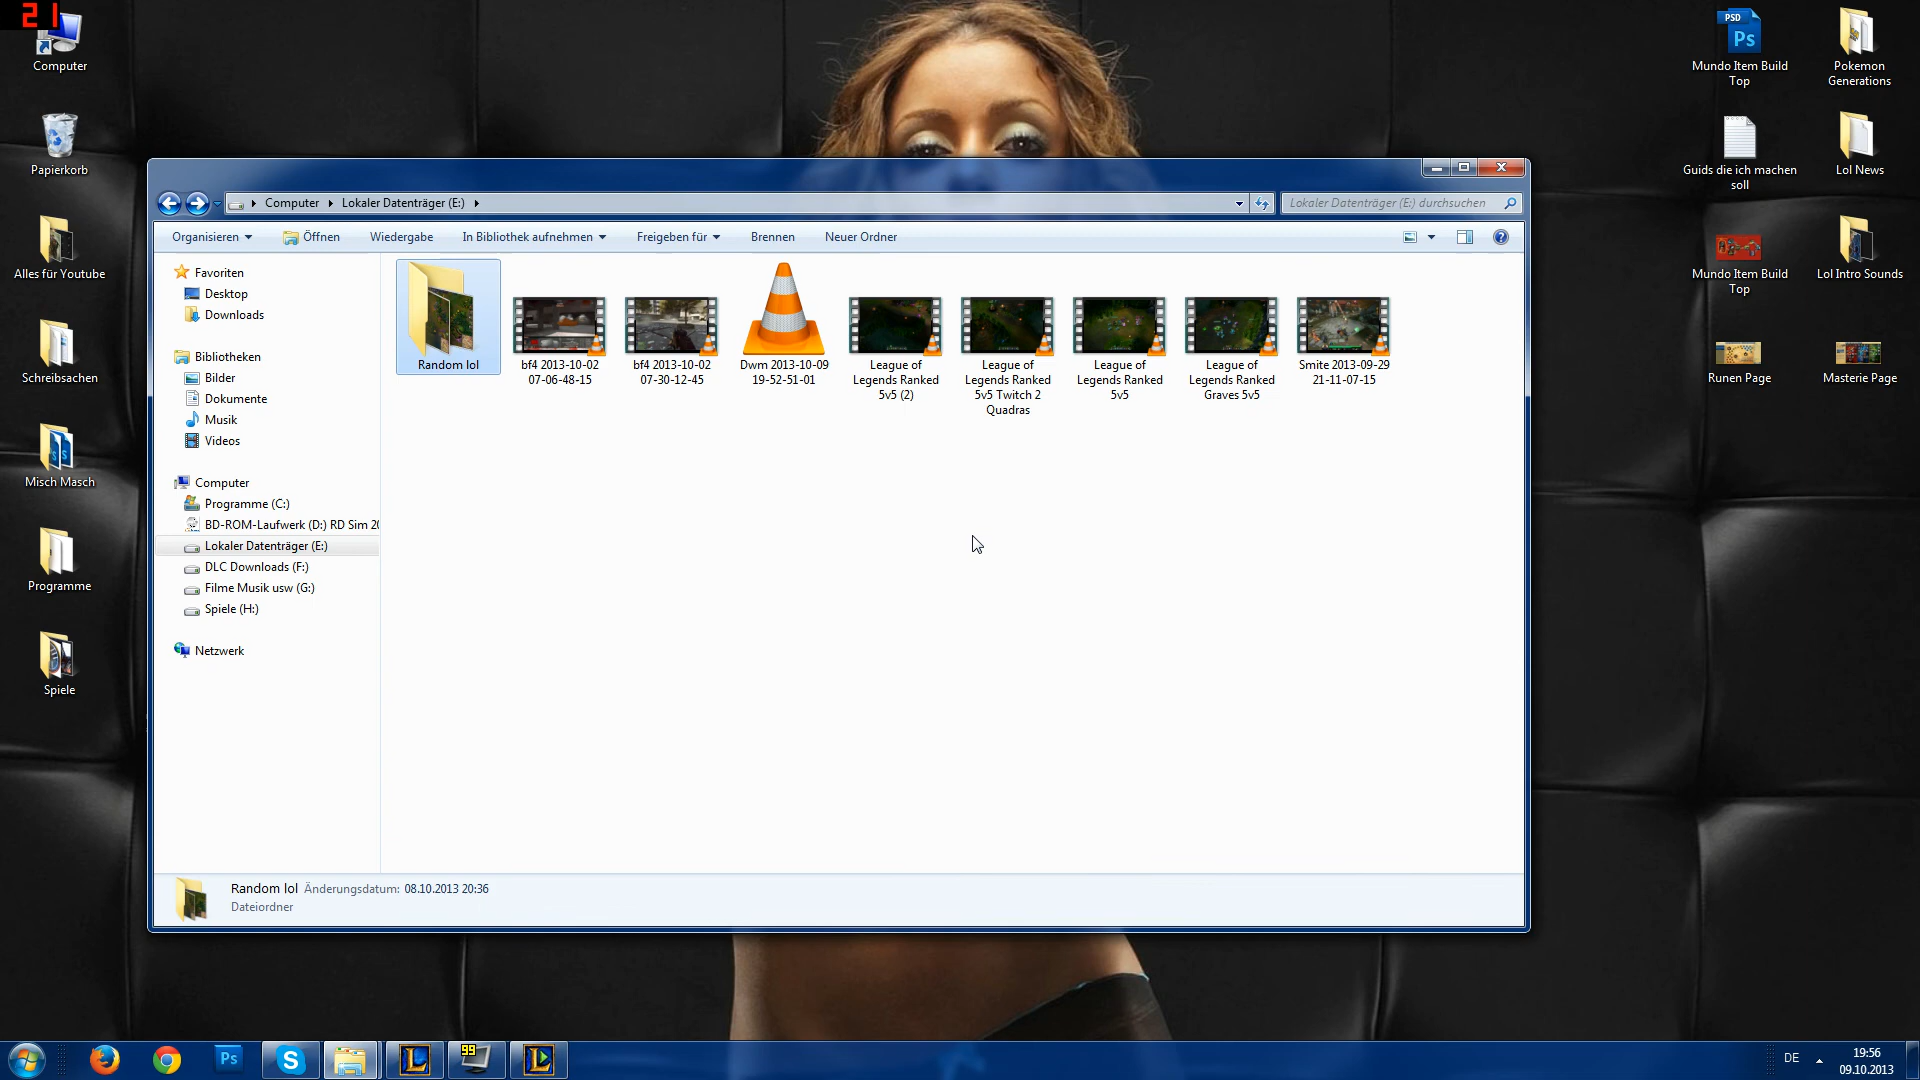 21
Computer
Papierkorb
Alles für Youtube
Schreibsachen
Misch Masch
Programme
Spiele
PSD
Ps
Mundo Item Build
Top
Pokemon
Generations
Guids die ich machen
soll
Lol News
Mundo Item Build
Top
Lol Intro Sounds
Runen Page
Masterie Page
Computer
Lokaler Datenträger (E:)
Lokaler Datenträger (E:) durchsuchen
Organisieren
Öffnen
Wiedergabe
In Bibliothek aufnehmen
Freigeben für
Brennen
Neuer Ordner
Favoriten
Desktop
Downloads
Bibliotheken
Bilder
Dokumente
Musik
Videos
Computer
Programme (C:)
BD-ROM-Laufwerk (D:) RD Sim 20
Lokaler Datenträger (E:)
DLC Downloads (F:)
Filme Musik usw (G:)
Spiele (H:)
Netzwerk
Random lol
bf4 2013-10-02
07-06-48-15
bf4 2013-10-02
07-30-12-45
Dwm 2013-10-09
19-52-51-01
League of
Legends Ranked
5v5 (2)
League of
Legends Ranked
5v5 Twitch 2
Quadras
League of
Legends Ranked
5v5
League of
Legends Ranked
Graves 5v5
Smite 2013-09-29
21-11-07-15
Random lol Änderungsdatum: 08.10.2013 20:36
Dateiordner
Ps
S
L
99
L
DE
19:56
09.10.2013